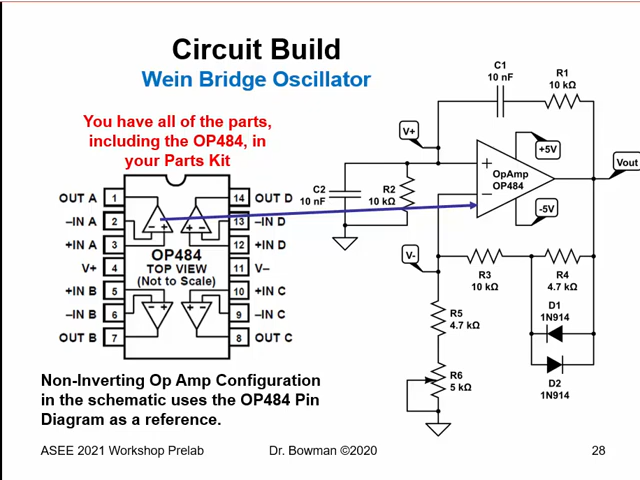 Circuit Build
Wein Bridge Oscillator
You have all of the parts,
including the OP484, in
your Parts Kit
OUT A 1
–IN A 2
+IN A 3
V+ 4
+IN B 5
–IN B 6
OUT B 7
14 OUT D
13 –IN D
12 +IN D
11 V–
10 +IN C
9 –IN C
8 OUT C
– +
+ –
OP484
TOP VIEW
(Not to Scale)
– +
+ –
C1
10 nF
R1
10 kΩ
V+
C2
10 nF
R2
10 kΩ
+
–
OpAmp
OP484
+5V
-5V
Vout
V-
R3
10 kΩ
R4
4.7 kΩ
D1
1N914
D2
1N914
R5
4.7 kΩ
R6
5 kΩ
Non-Inverting Op Amp Configuration
in the schematic uses the OP484 Pin
Diagram as a reference.
ASEE 2021 Workshop Prelab
Dr. Bowman ©2020
28